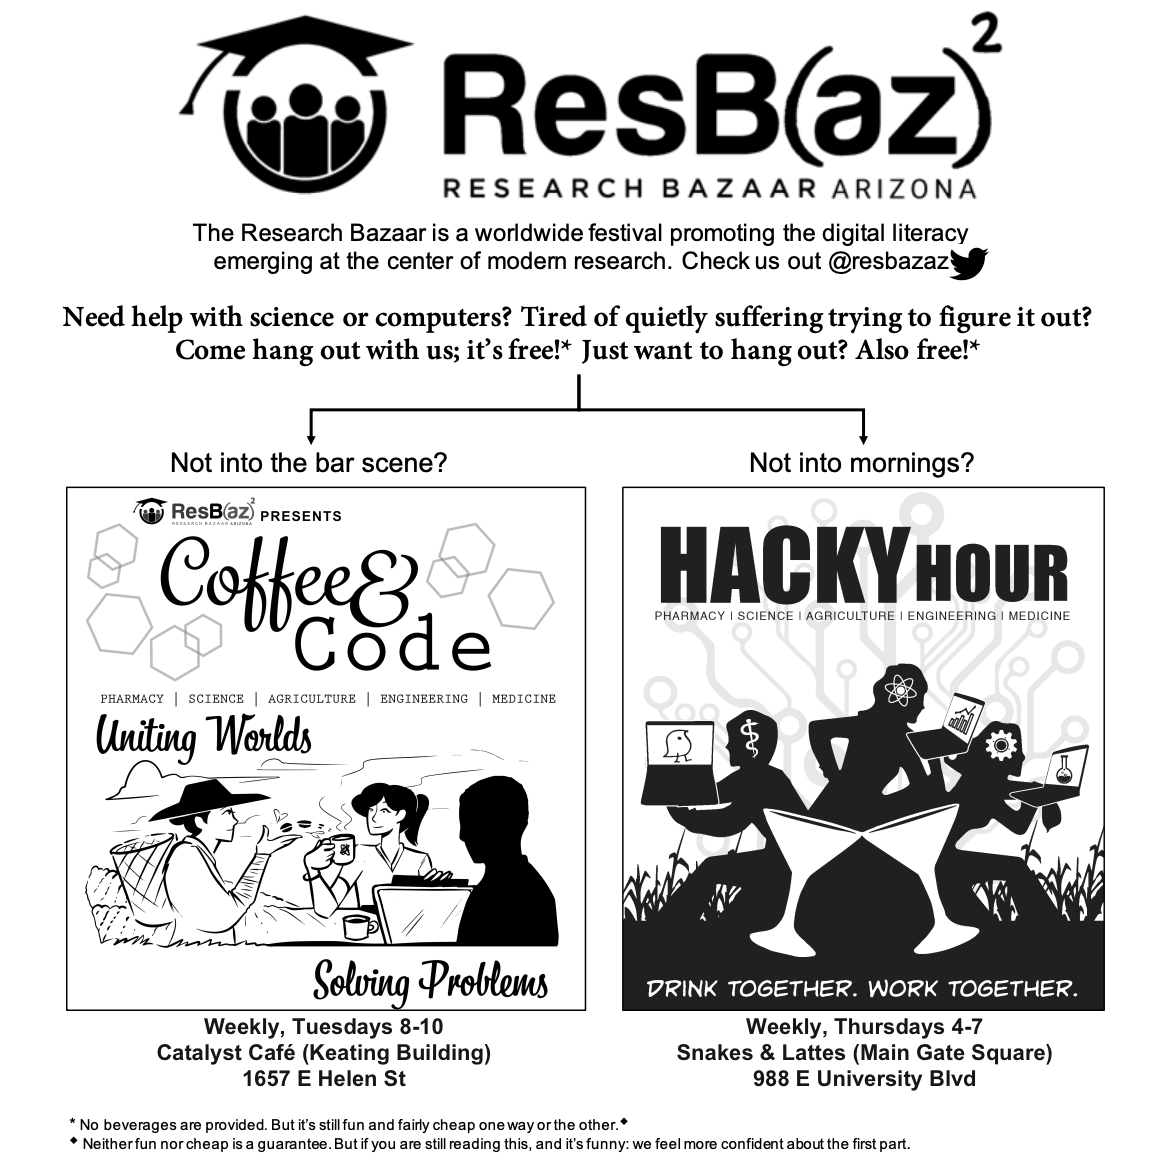 ResB(az)²
RESEARCH BAZAAR ARIZONA
The Research Bazaar is a worldwide festival promoting the digital literacy
emerging at the center of modern research. Check us out @resbazaz
Need help with science or computers? Tired of quietly suffering trying to figure it out?
Come hang out with us; it's free!* Just want to hang out? Also free!*
Not into the bar scene?
ResB(az)² PRESENTS
RESEARCH BAZAAR ARIZONA
Coffee &
Code
PHARMACY | SCIENCE | AGRICULTURE | ENGINEERING | MEDICINE
Uniting Worlds
Solving Problems
Weekly, Tuesdays 8-10
Catalyst Café (Keating Building)
1657 E Helen St
Not into mornings?
HACKY HOUR
PHARMACY | SCIENCE | AGRICULTURE | ENGINEERING | MEDICINE
DRINK TOGETHER. WORK TOGETHER.
Weekly, Thursdays 4-7
Snakes & Lattes (Main Gate Square)
988 E University Blvd
* No beverages are provided. But it's still fun and fairly cheap one way or the other.◆
◆ Neither fun nor cheap is a guarantee. But if you are still reading this, and it's funny: we feel more confident about the first part.